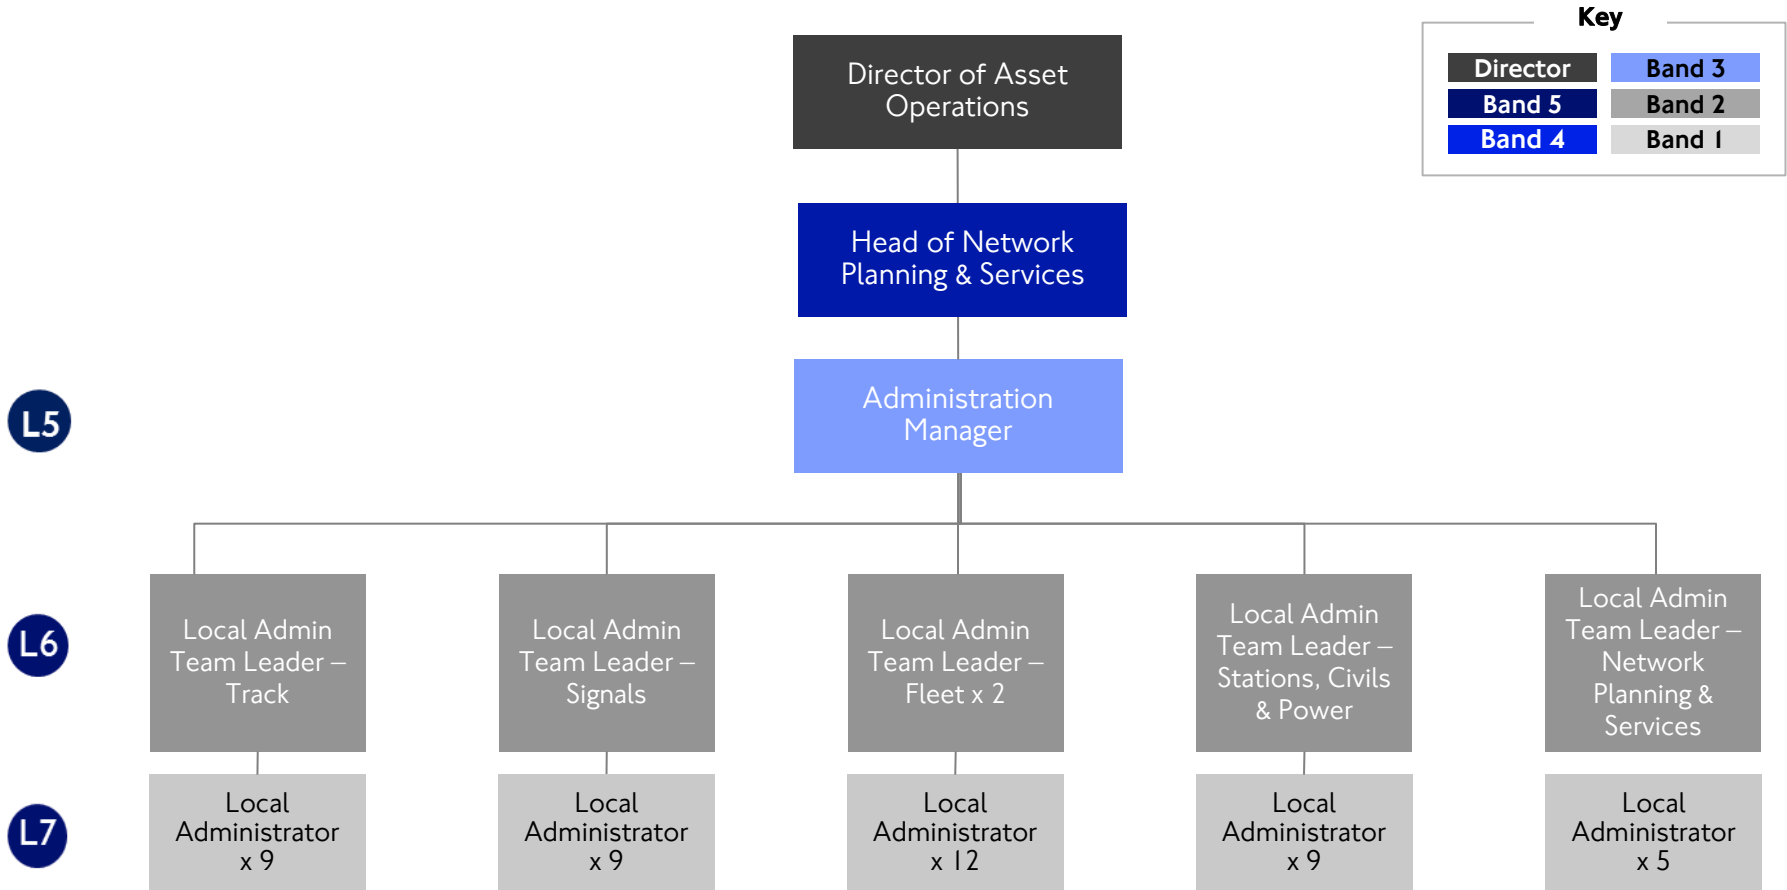 Key
Director
Band 3
Band 5
Band 2
Band 4
Band 1
Director of Asset
Operations
Head of Network
Planning & Services
L5
Administration
Manager
L6
Local Admin
Team Leader –
Track
Local Admin
Team Leader –
Signals
Local Admin
Team Leader –
Fleet x 2
Local Admin
Team Leader –
Stations, Civils
& Power
Local Admin
Team Leader –
Network
Planning &
Services
L7
Local
Administrator
x 9
Local
Administrator
x 9
Local
Administrator
x 12
Local
Administrator
x 9
Local
Administrator
x 5